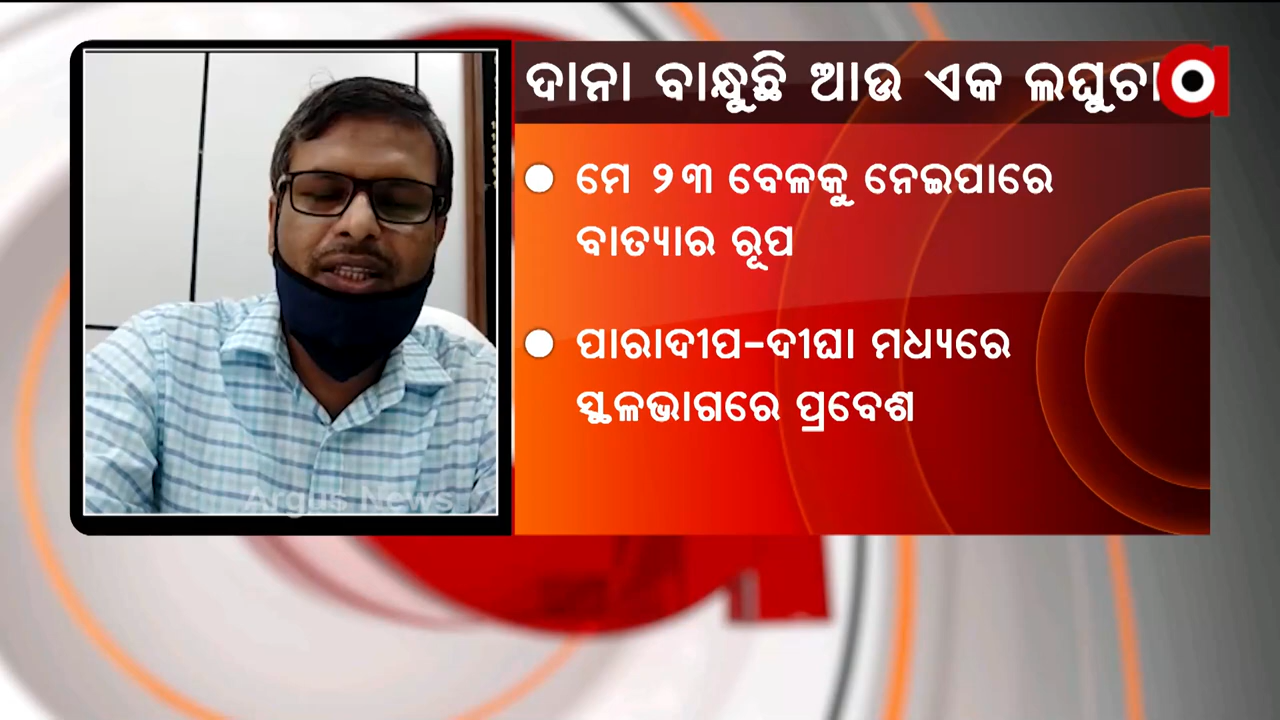 ଦାନା ବାନ୍ଧୁଛି ଆଉ ଏକ ଲଘୁଚା
ମେ ୨୩ ବେଳକୁ ନେଇପାରେ
ବାତ୍ୟାର ରୂପ
ପାରାଦୀପ-ଦୀଘା ମଧ୍ୟରେ
ସ୍ଥଳଭାଗରେ ପ୍ରବେଶ
Argus News